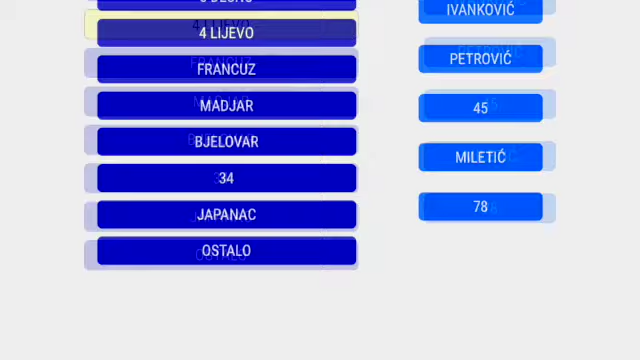 4 LIJEVO
FRANCUZ
MADJAR
BJELOVAR
34
JAPANAC
OSTALO
IVANKOVIĆ
PETROVIĆ
45
MILETIĆ
78